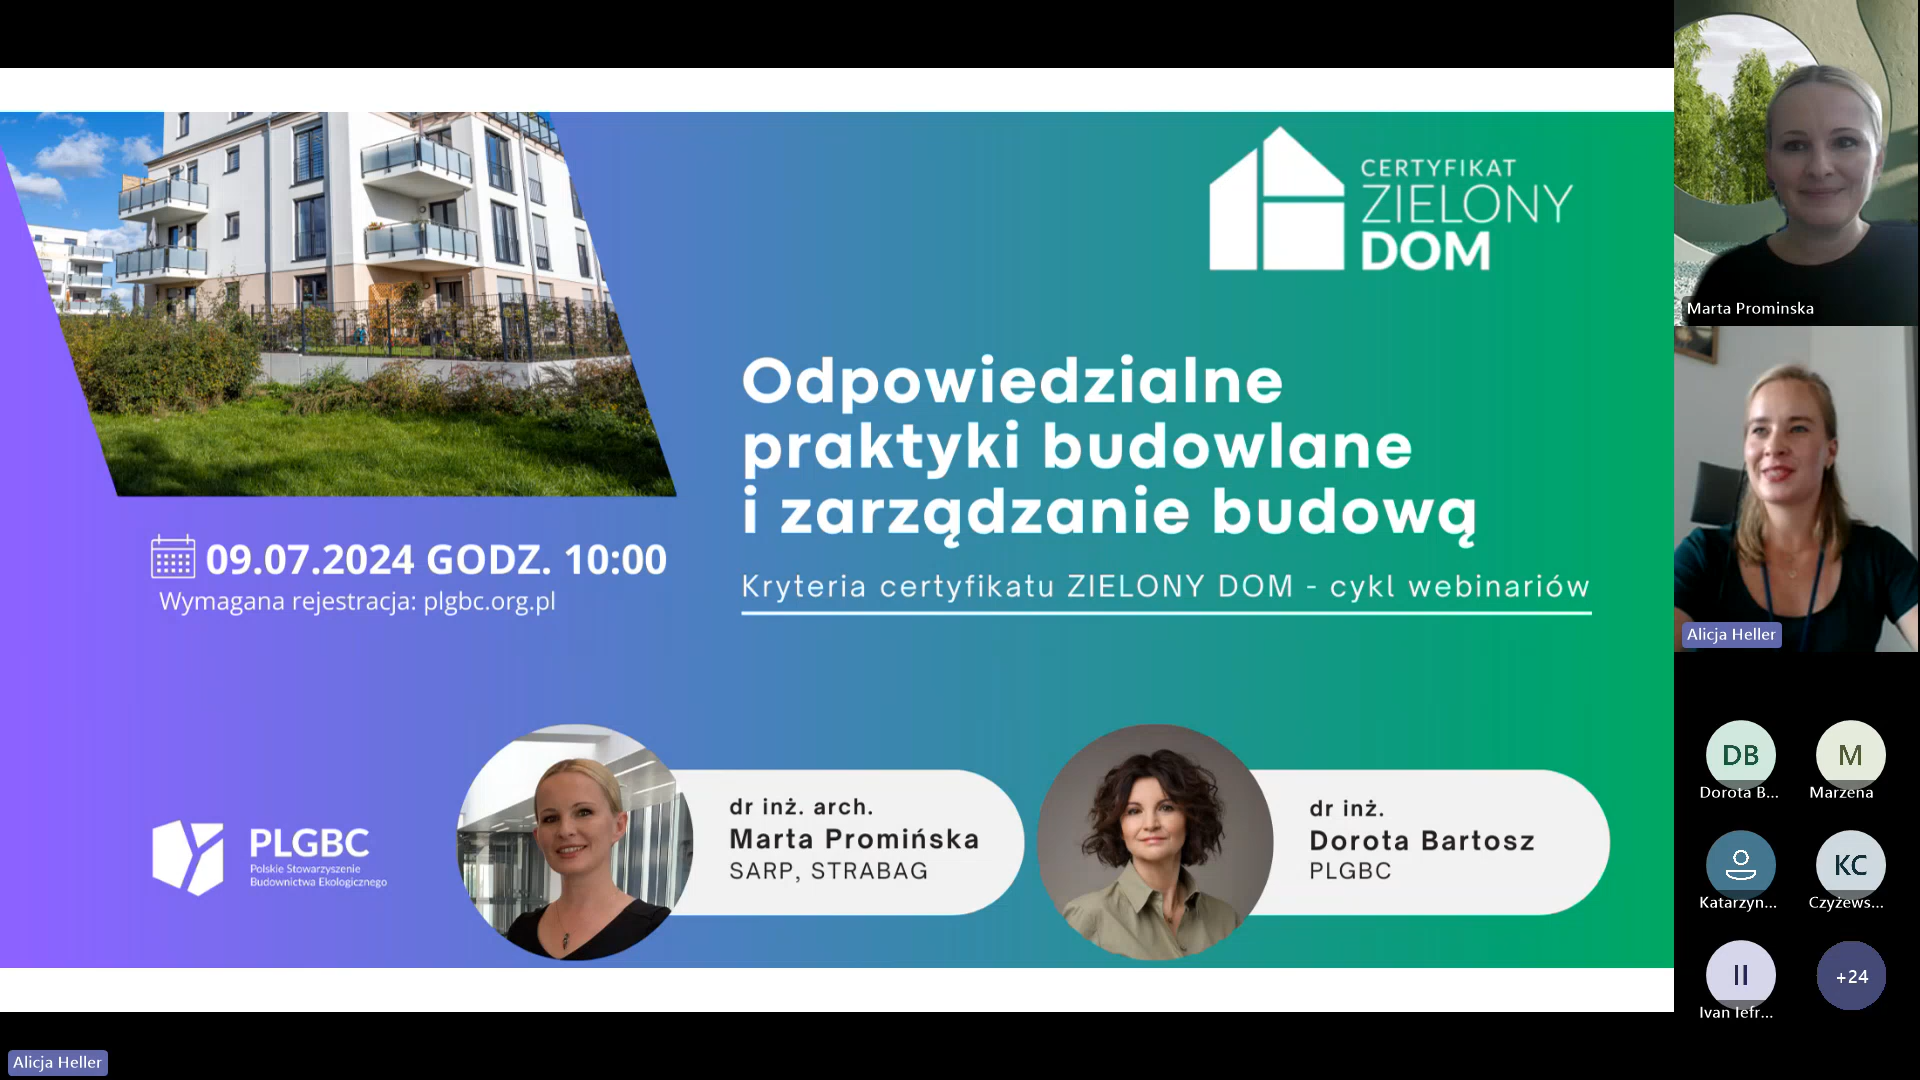 CERTYFIKAT
ZIELONY
DOM
Odpowiedzialne
praktyki budowlane
i zarządzanie budową
Kryteria certyfikatu ZIELONY DOM - cykl webinariów
09.07.2024 GODZ. 10:00
Wymagana rejestracja: plgbc.org.pl
PLGBC
Polskie Stowarzyszenie
Budownictwa Ekologicznego
dr inż. arch.
Marta Promińska
SARP, STRABAG
dr inż.
Dorota Bartosz
PLGBC
Marta Prominska
Alicja Heller
DB
Dorota B...
M
Marzena
Katarzyn...
KC
Czyżews...
II
Ivan Iefr...
+24
Alicja Heller